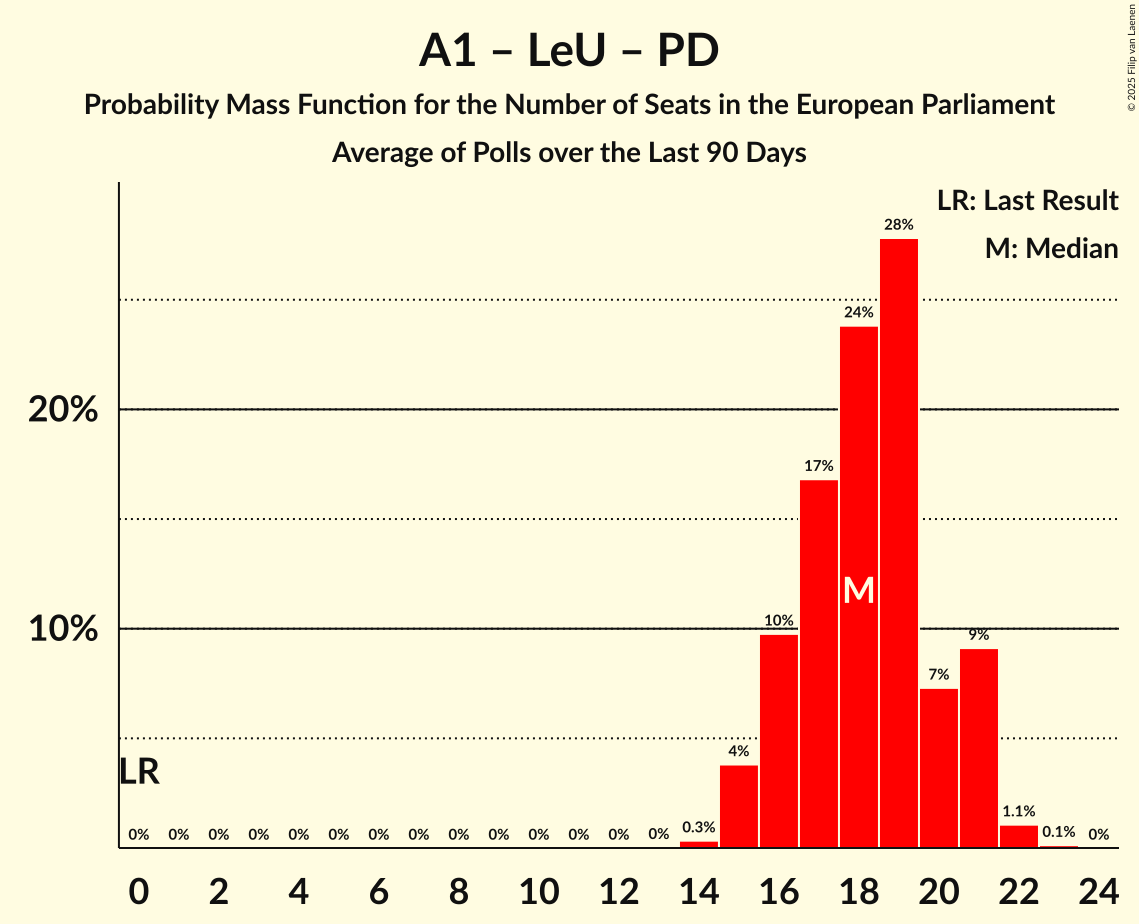 A1 – LeU – PD
Probability Mass Function for the Number of Seats in the European Parliament
Average of Polls over the Last 90 Days
© 2025 Filip van Laenen
LR: Last Result
M: Median
28%
24%
20%
17%
M
10%
10%
9%
7%
4%
LR
0% 0% 0% 0% 0% 0% 0% 0% 0% 0% 0% 0% 0% 0% 0.3% 1.1% 0.1% 0%
0 2 4 6 8 10 12 14 16 18 20 22 24